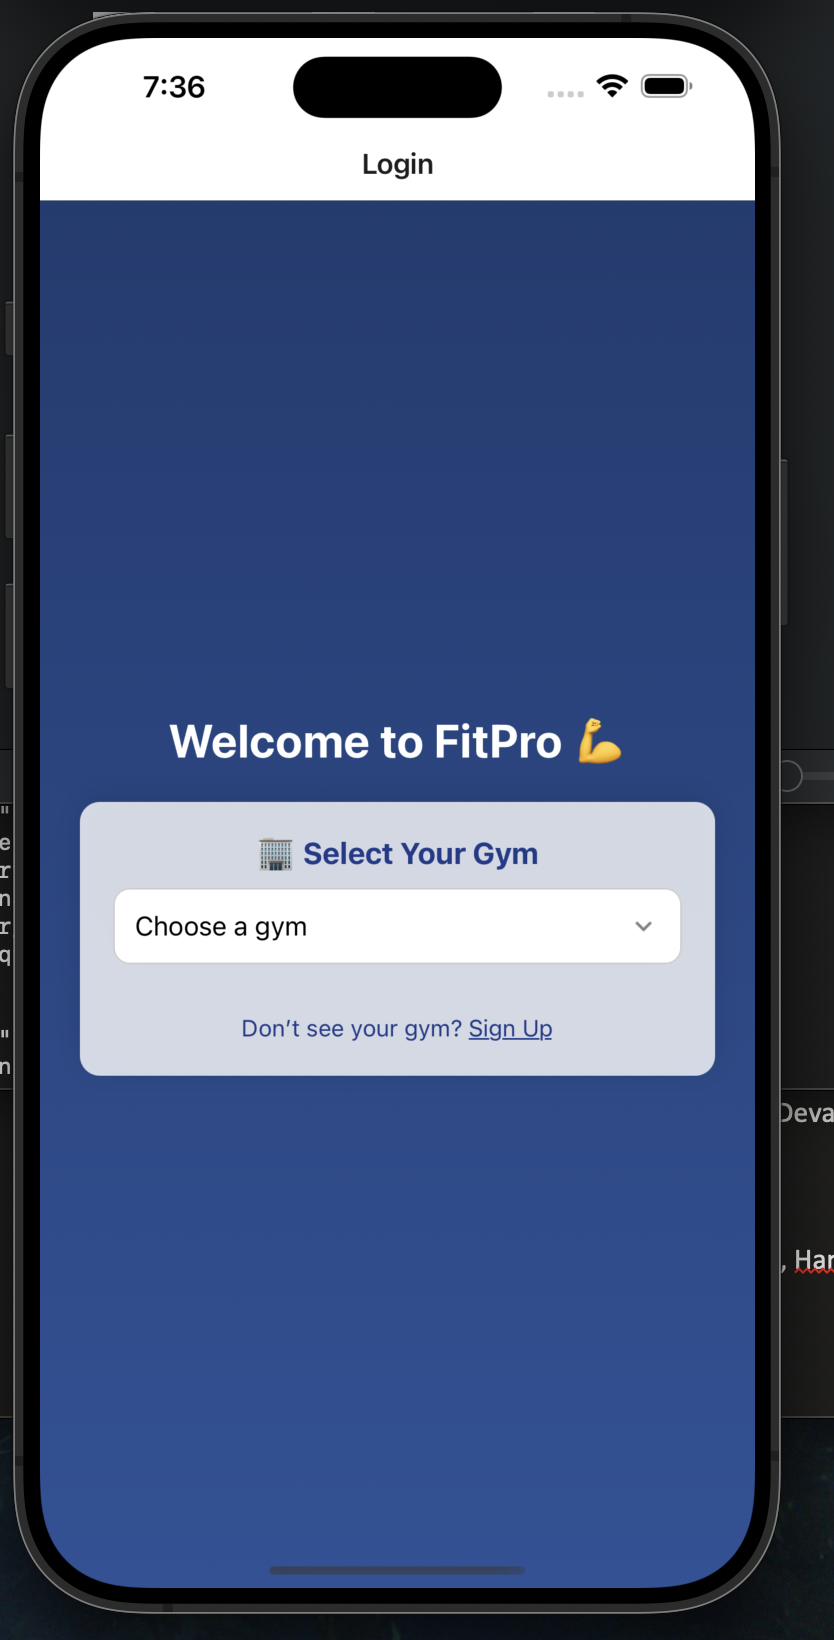 7:36
Login
Welcome to FitPro 💪
🏢 Select Your Gym
Choose a gym
Don’t see your gym? Sign Up
"
e
r
n
r
q
"
n
Deva
, Har